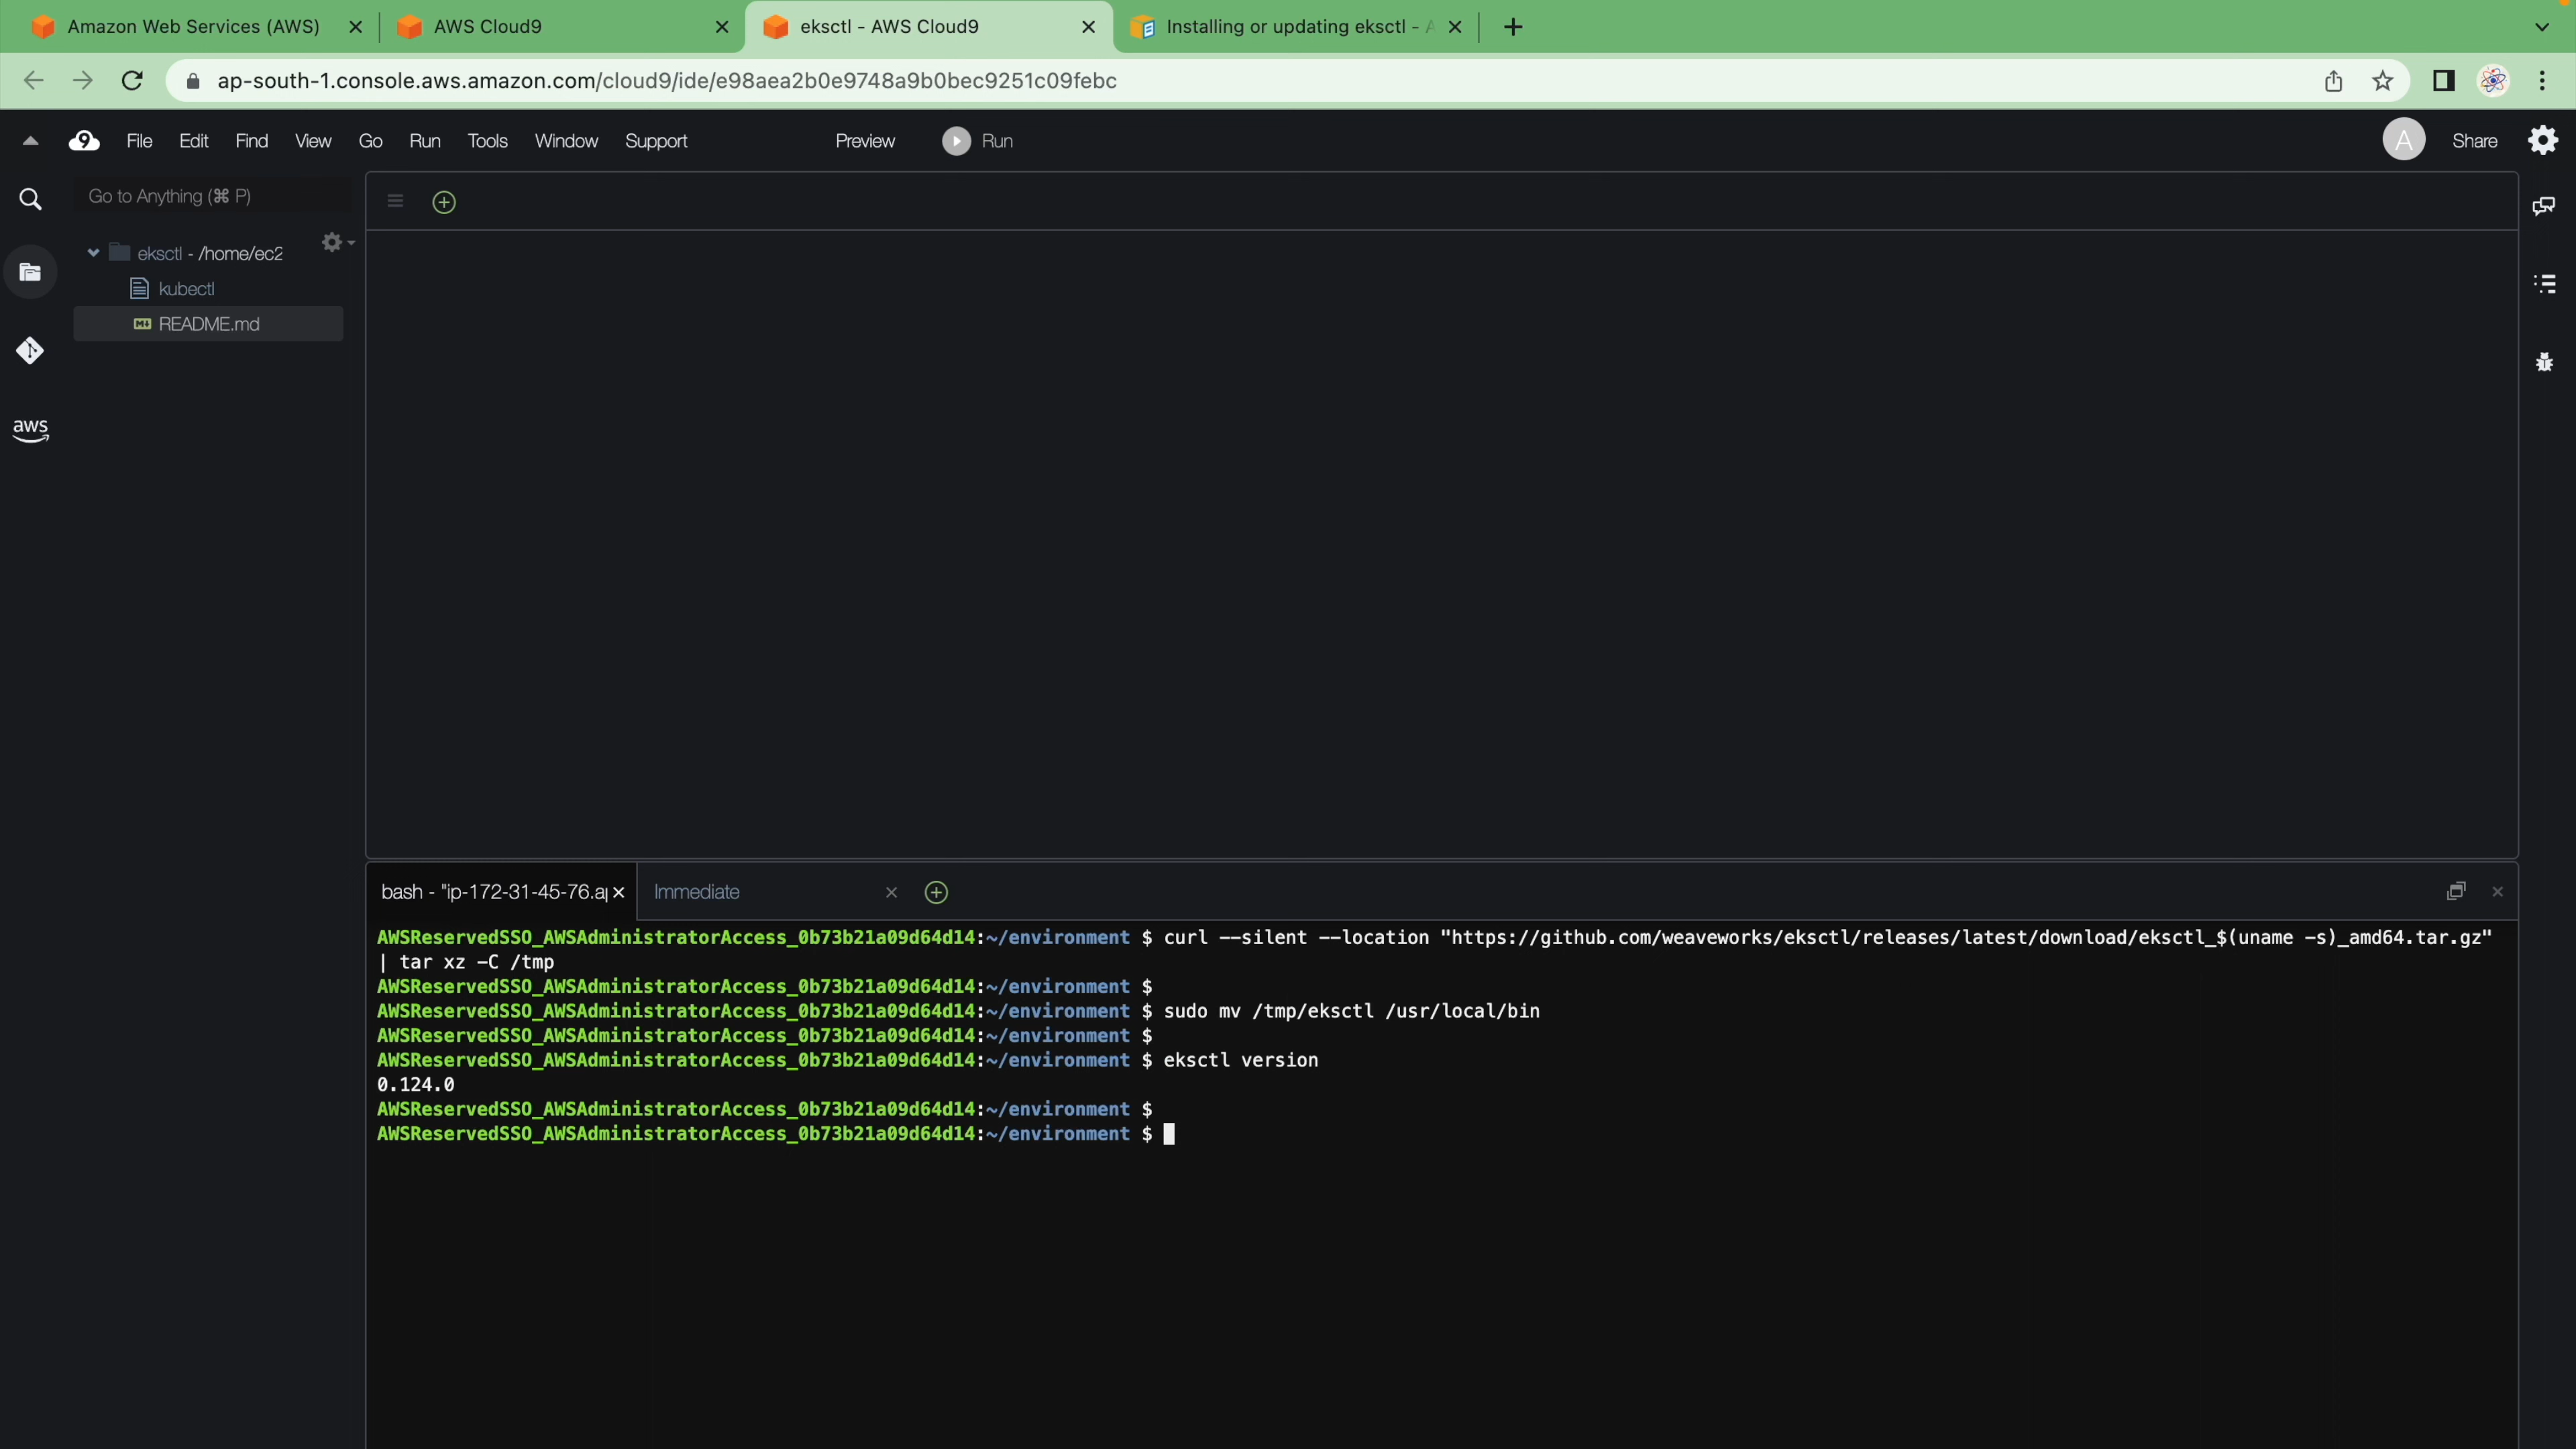 Amazon Web Services (AWS)
AWS Cloud9
eksctl - AWS Cloud9
Installing or updating eksctl - A
ap-south-1.console.aws.amazon.com/cloud9/ide/e98aea2b0e9748a9b0bec9251c09febc
9 File Edit Find View Go Run Tools Window Support Preview Run A Share
Go to Anything (⌘ P)
eksctl - /home/ec2
kubectl
README.md
aws
bash - "ip-172-31-45-76.ap
Immediate
AWSReservedSSO_AWSAdministratorAccess_0b73b21a09d64d14:~/environment $ curl --silent --location "https://github.com/weaveworks/eksctl/releases/latest/download/eksctl_$(uname -s)_amd64.tar.gz"
| tar xz -C /tmp
AWSReservedSSO_AWSAdministratorAccess_0b73b21a09d64d14:~/environment $
AWSReservedSSO_AWSAdministratorAccess_0b73b21a09d64d14:~/environment $ sudo mv /tmp/eksctl /usr/local/bin
AWSReservedSSO_AWSAdministratorAccess_0b73b21a09d64d14:~/environment $
AWSReservedSSO_AWSAdministratorAccess_0b73b21a09d64d14:~/environment $ eksctl version
0.124.0
AWSReservedSSO_AWSAdministratorAccess_0b73b21a09d64d14:~/environment $
AWSReservedSSO_AWSAdministratorAccess_0b73b21a09d64d14:~/environment $